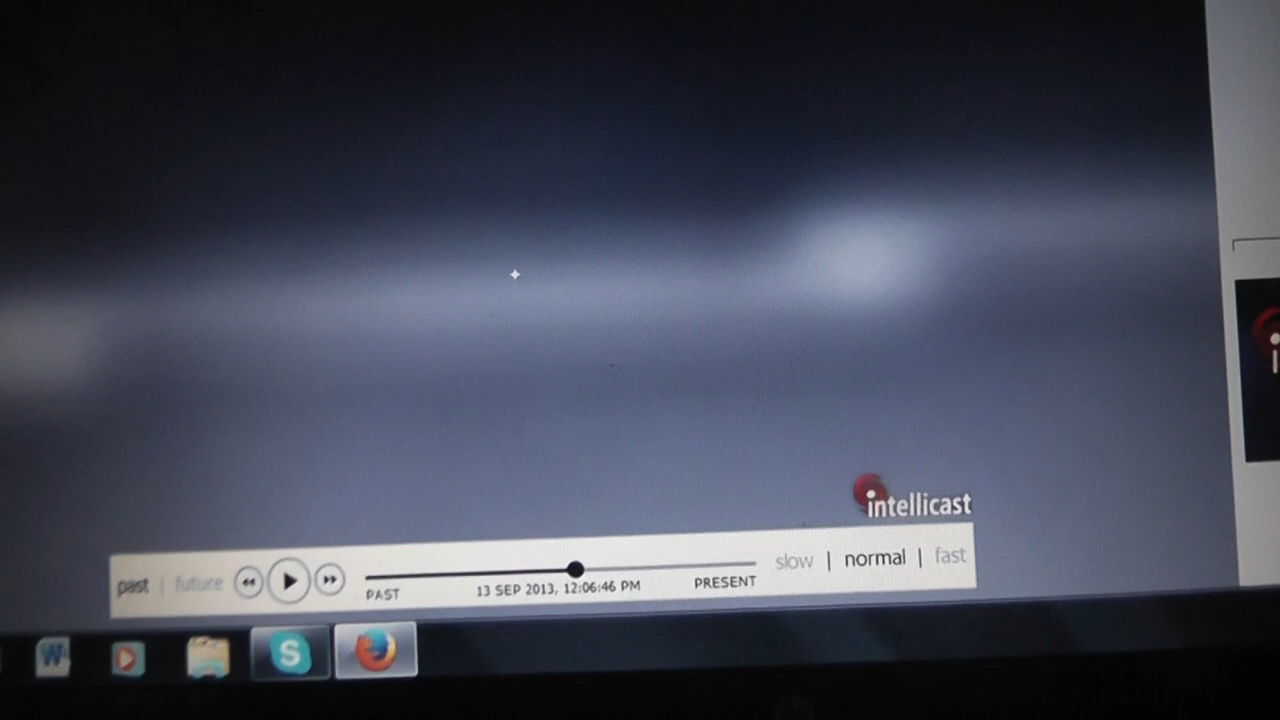 intellicast
past | future
PAST
13 SEP 2013, 12:06:46 PM
PRESENT
slow | normal | fast
W
S